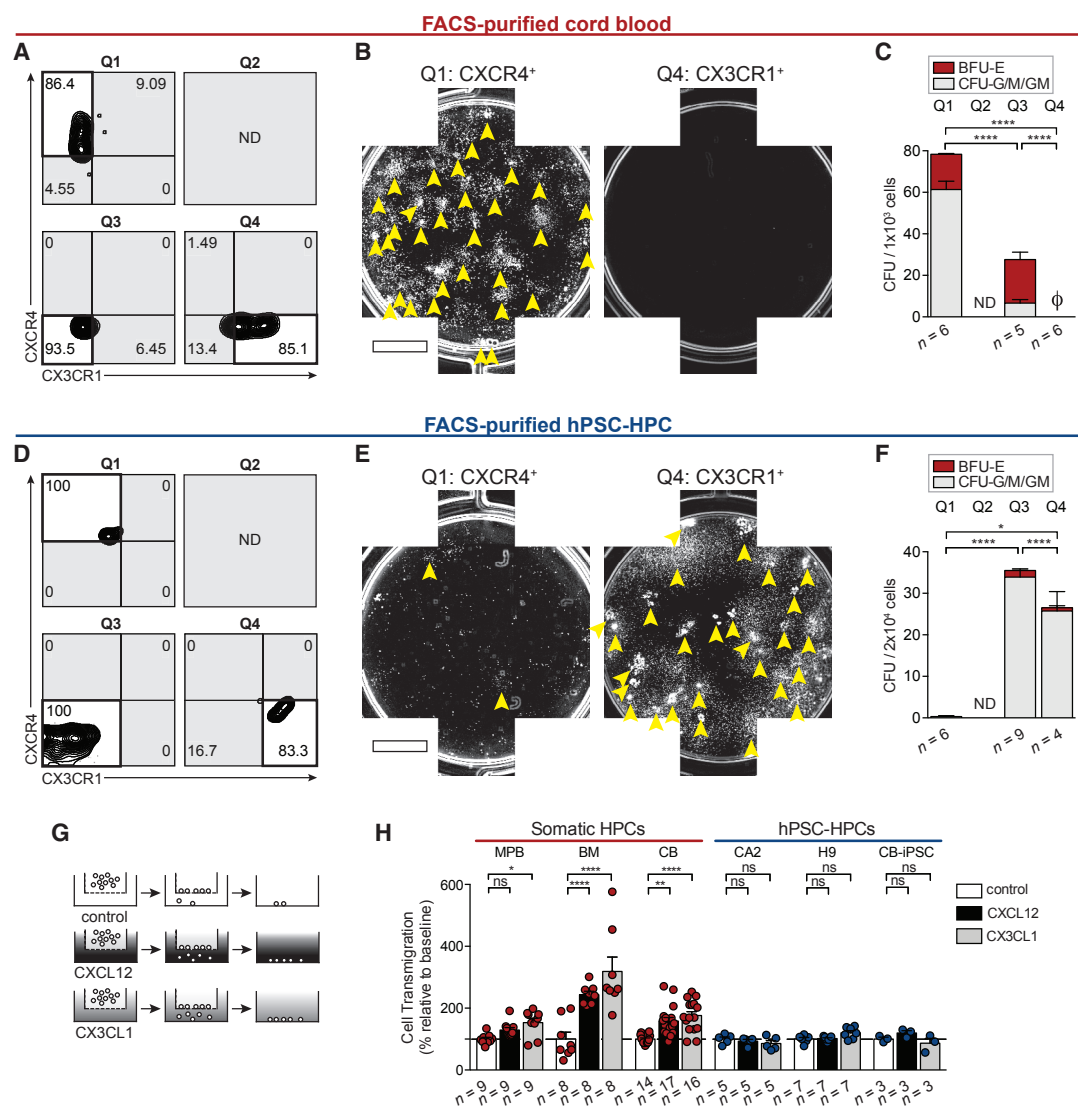 FACS-purified cord blood
A
Q1
Q2
86.4
9.09
4.55
0
ND
Q3
Q4
0
0
93.5
6.45
1.49
0
13.4
85.1
CXCR4
CX3CR1
B
Q1: CXCR4+
Q4: CX3CR1+
C
BFU-E
CFU-G/M/GM
Q1 Q2 Q3 Q4
****
**** ****
CFU / 1x10³ cells
80
60
40
20
0
ND
ϕ
n = 6
n = 5
n = 6
FACS-purified hPSC-HPC
D
Q1
Q2
100
0
0
0
ND
Q3
Q4
100
0
0
0
0
16.7
83.3
CXCR4
CX3CR1
E
Q1: CXCR4+
Q4: CX3CR1+
F
BFU-E
CFU-G/M/GM
Q1 Q2 Q3 Q4
*
**** ****
CFU / 2x10⁴ cells
40
30
20
10
0
ND
n = 6
n = 9
n = 4
G
control
CXCL12
CX3CL1
H
Somatic HPCs
hPSC-HPCs
MPB BM CB CA2 H9 CB-iPSC
* **** **** ns ns ns
ns **** ** ns ns ns
control
CXCL12
CX3CL1
Cell Transmigration
(% relative to baseline)
600
400
200
100
0
n = 9 n = 9 n = 9 n = 8 n = 8 n = 8 n = 14 n = 17 n = 16 n = 5 n = 5 n = 5 n = 7 n = 7 n = 7 n = 3 n = 3 n = 3